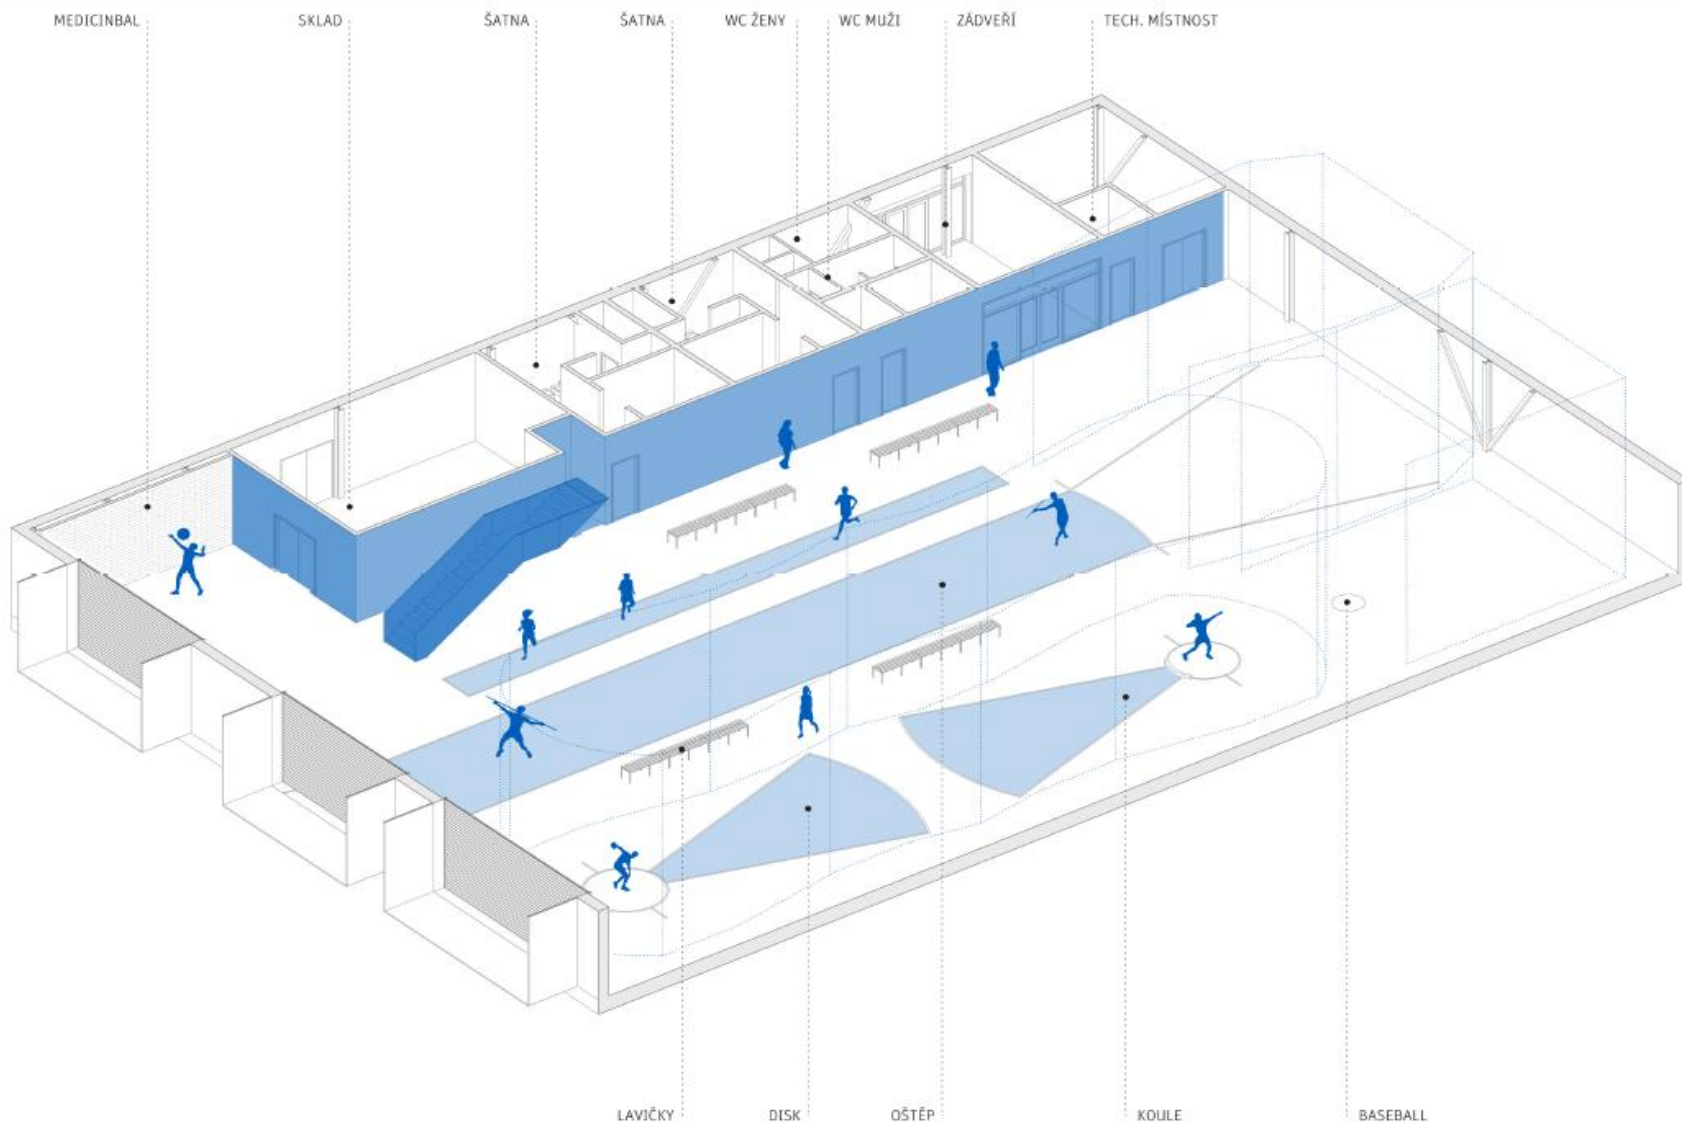 MEDICINBAL
SKLAD
ŠATNA
ŠATNA
WC ŽENY
WC MUŽI
ZÁDVEŘÍ
TECH. MÍSTNOST
LAVIČKY
DISK
OŠTĚP
KOULE
BASEBALL